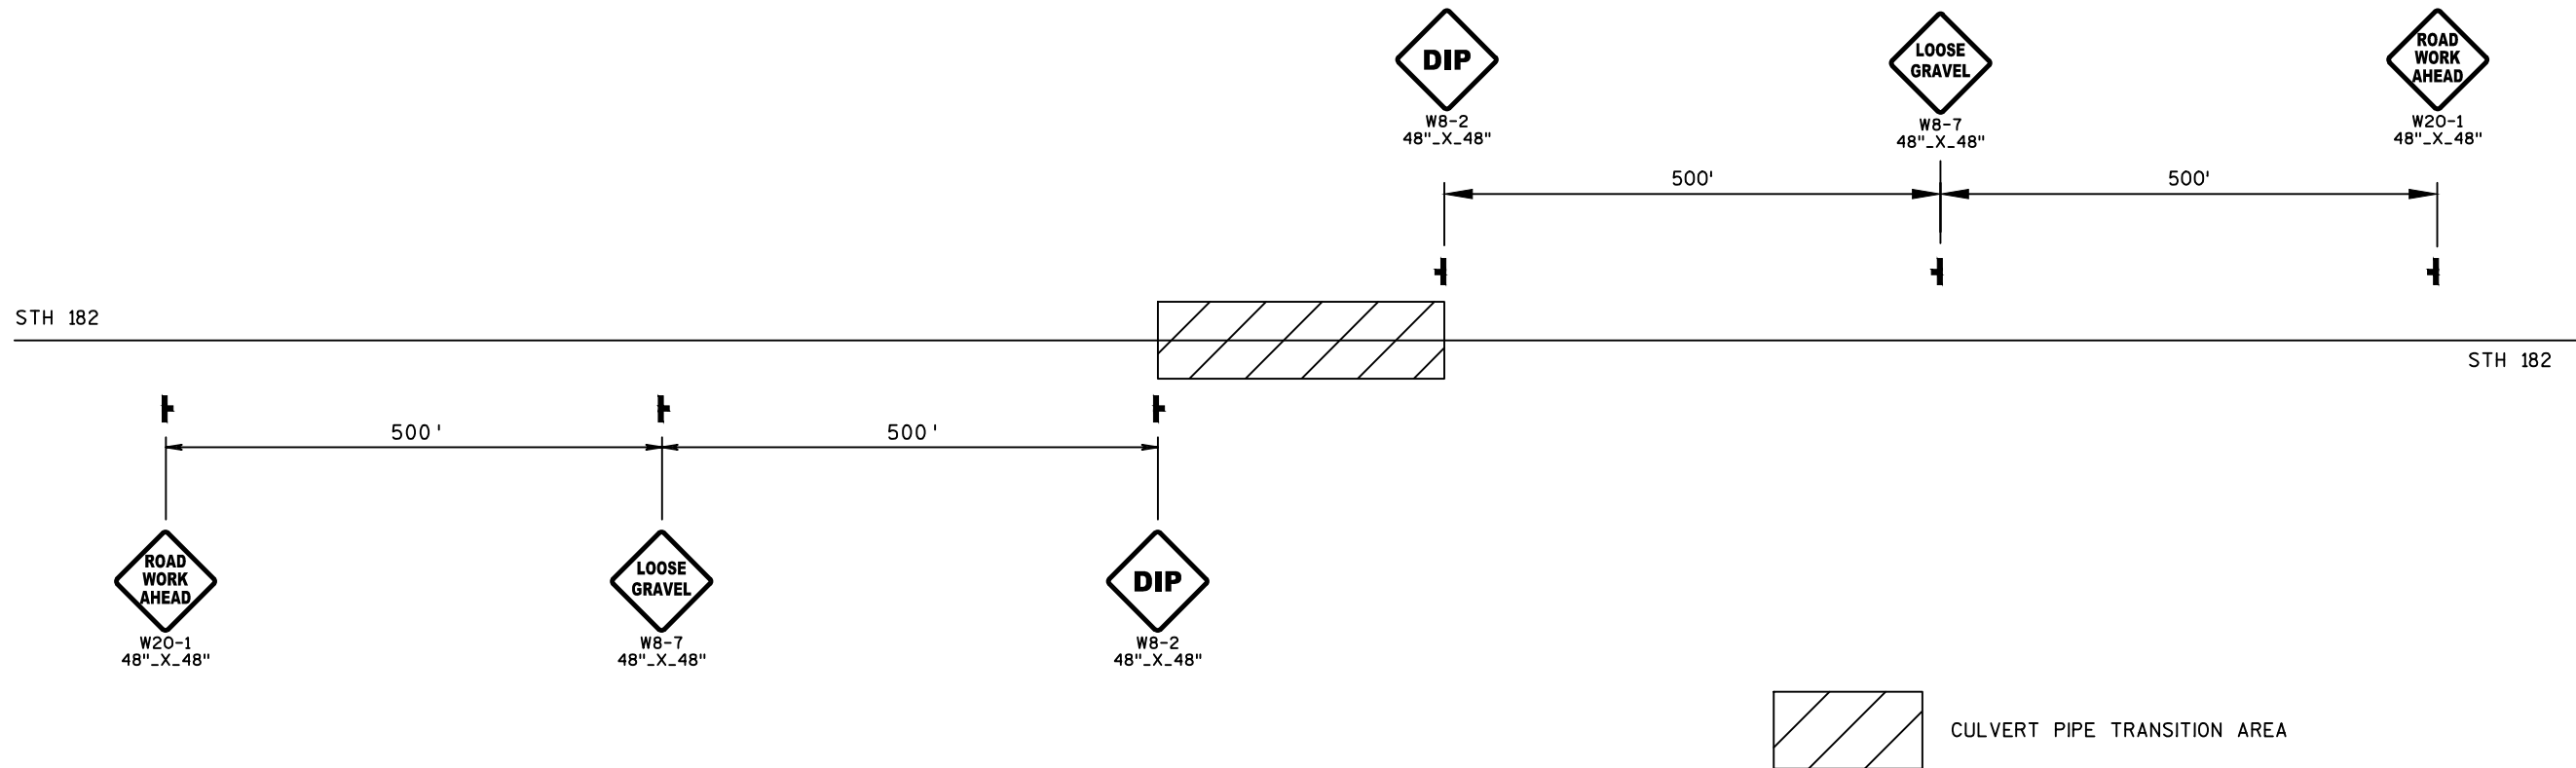 DIP
W8-2
48"_X_48"
LOOSE
GRAVEL
W8-7
48"_X_48"
ROAD
WORK
AHEAD
W20-1
48"_X_48"
500'
500'
STH 182
STH 182
500'
500'
ROAD
WORK
AHEAD
W20-1
48"_X_48"
LOOSE
GRAVEL
W8-7
48"_X_48"
DIP
W8-2
48"_X_48"
CULVERT PIPE TRANSITION AREA